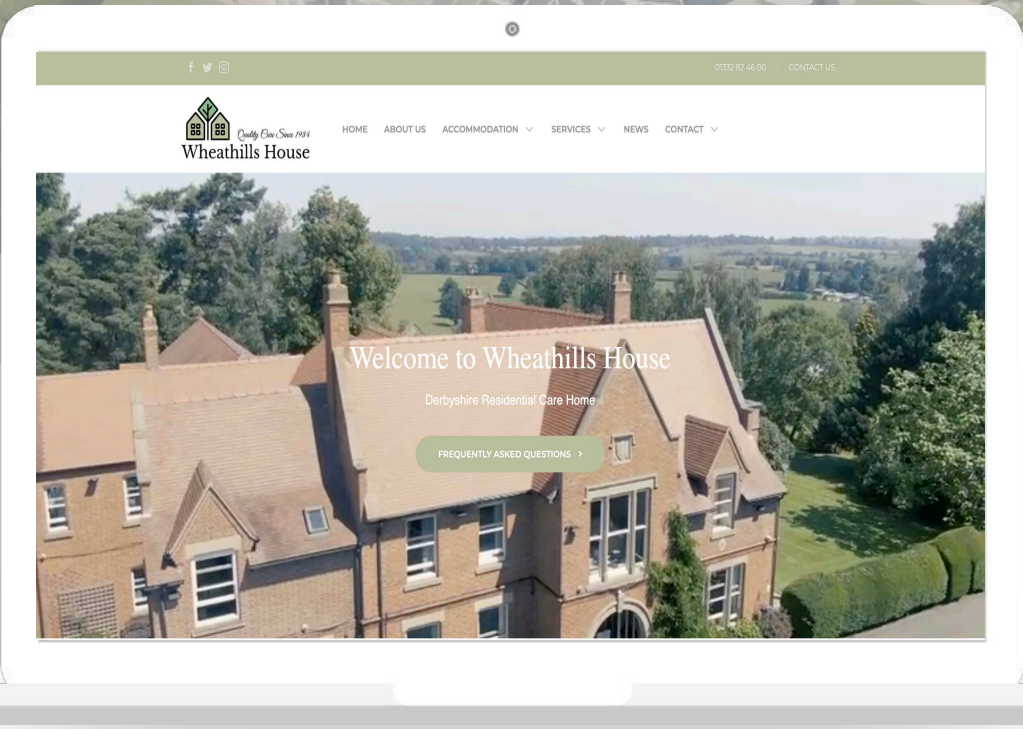 01332 82 46 00
CONTACT US
Quality Care Since 1984
Wheathills House
HOME ABOUT US ACCOMMODATION SERVICES NEWS CONTACT
Welcome to Wheathills House
Derbyshire Residential Care Home
FREQUENTLY ASKED QUESTIONS